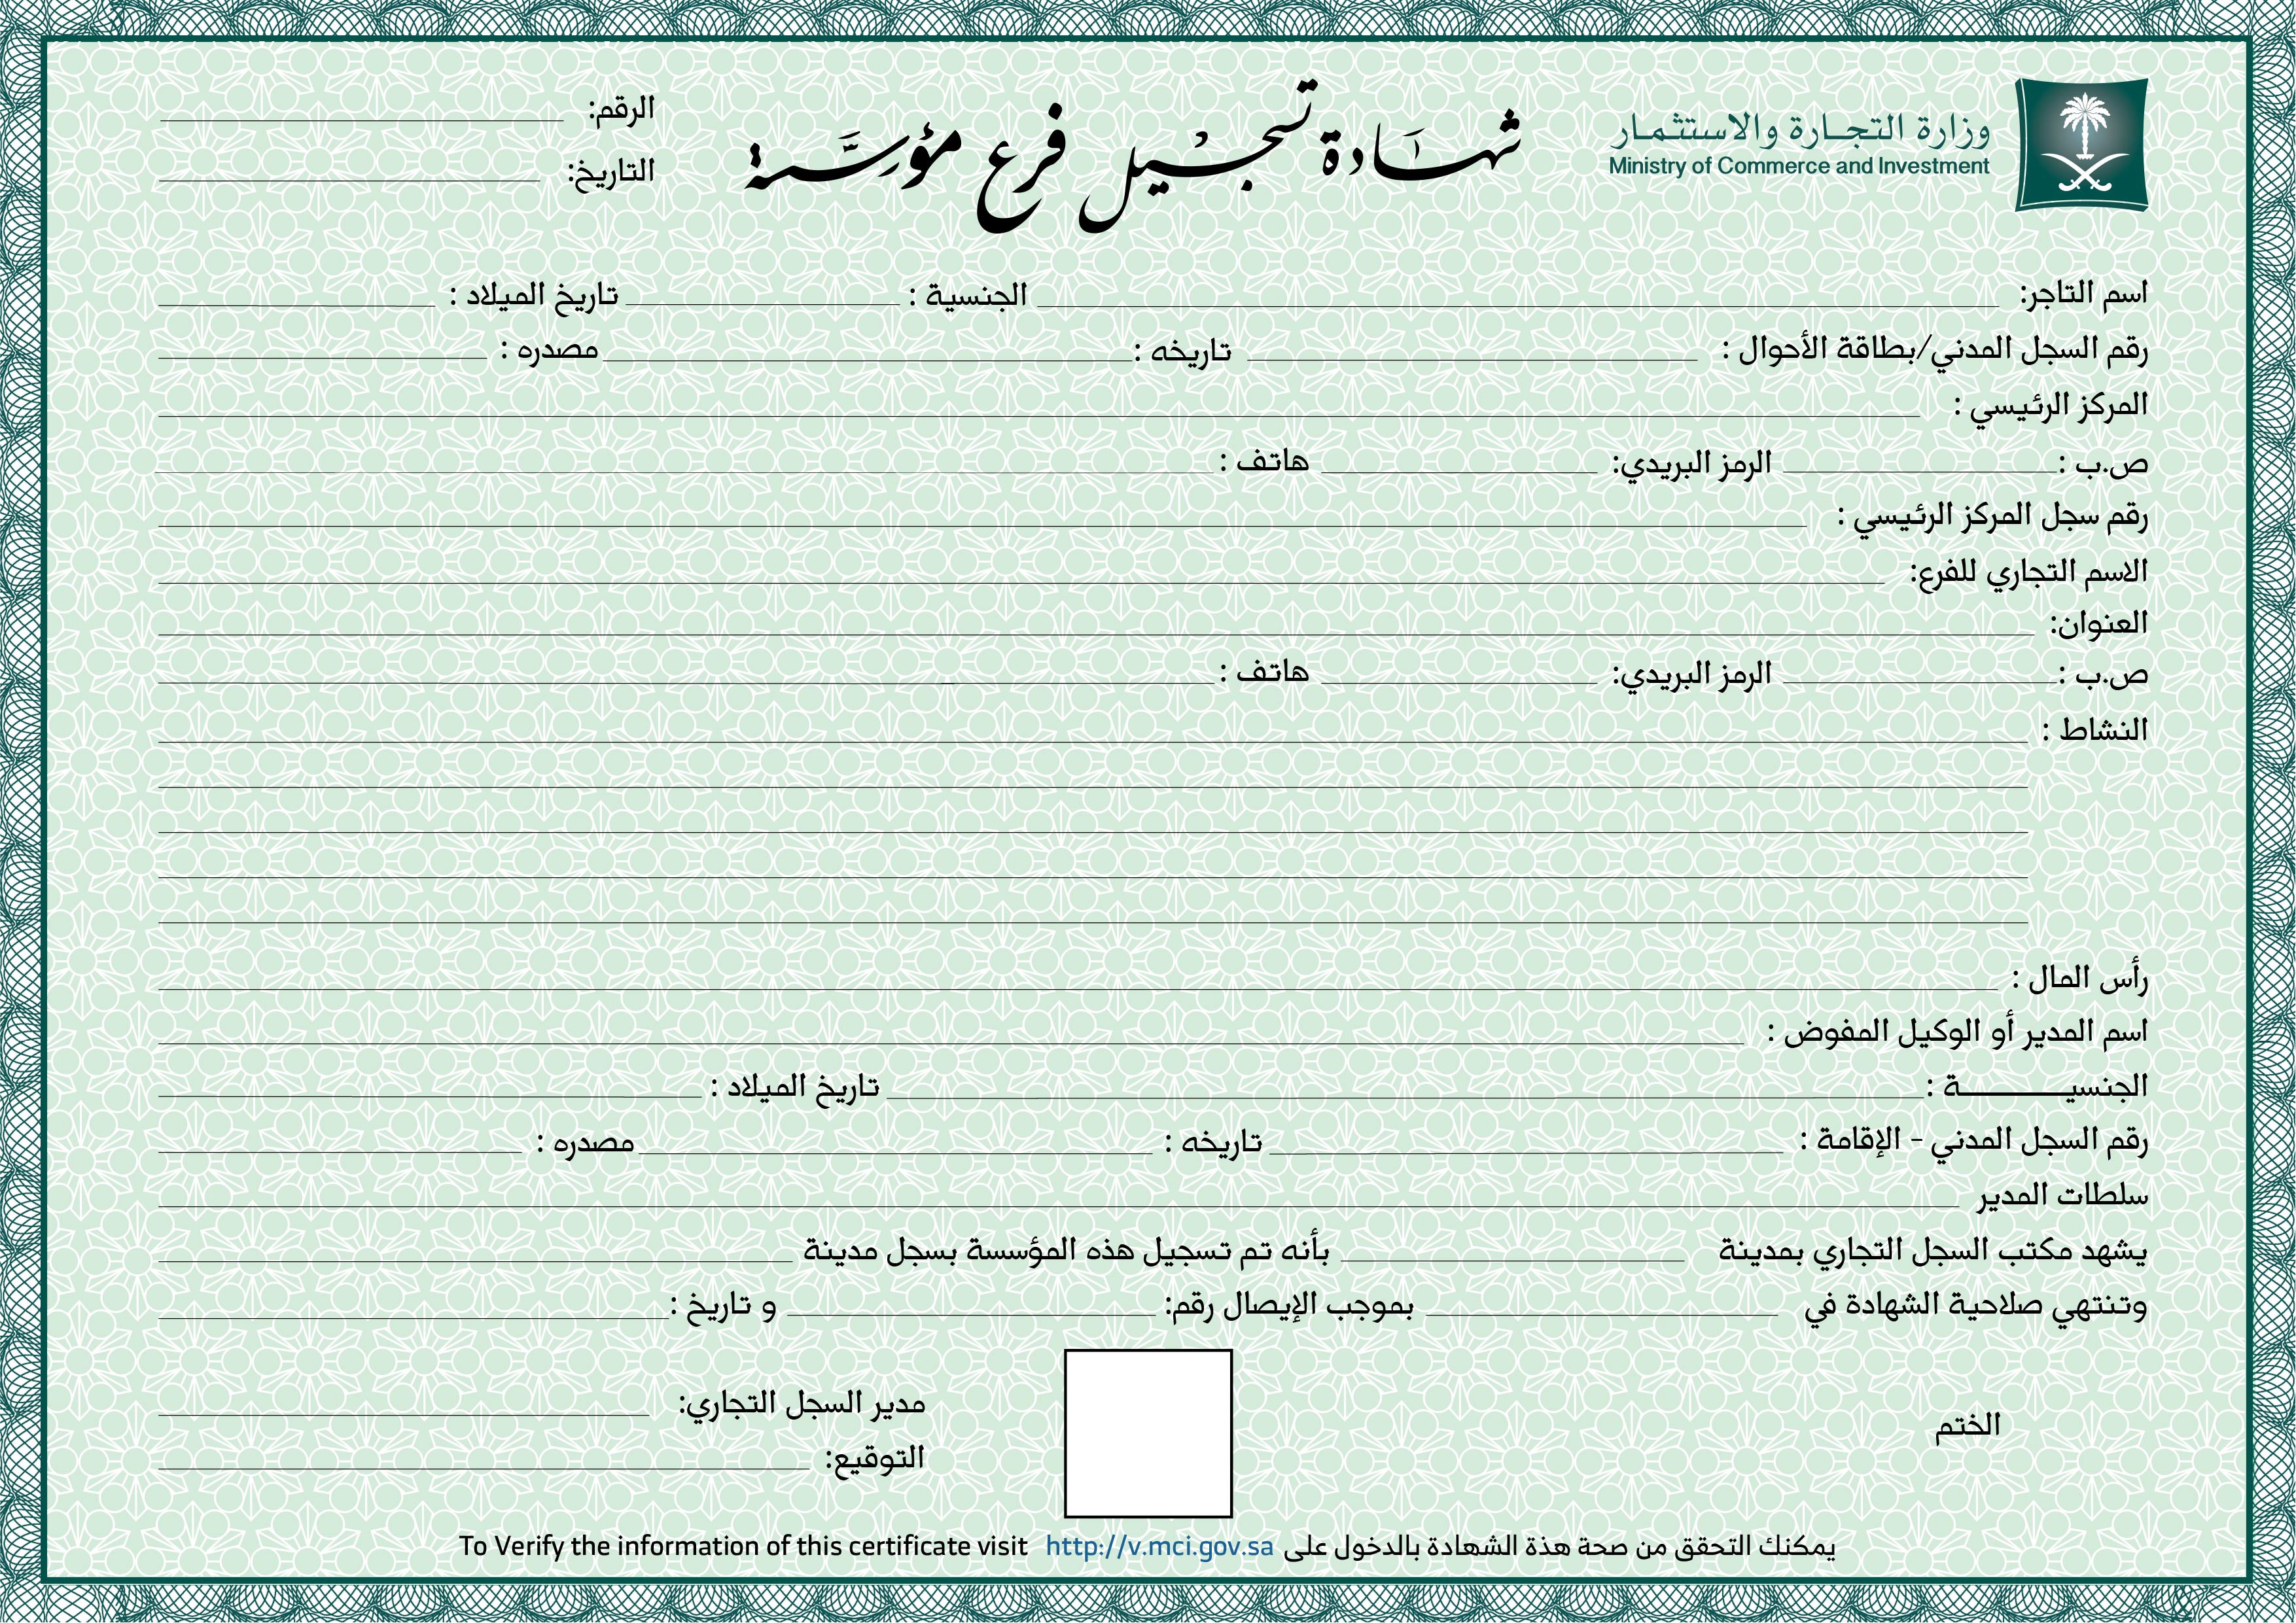 وزارة التجارة والاستثمار
Ministry of Commerce and Investment
شهادة تسجيل فرع مؤسسة
الرقم:
التاريخ:
اسم التاجر: الجنسية : تاريخ الميلاد :
رقم السجل المدني/بطاقة الأحوال : تاريخه : مصدره :
المركز الرئيسي :
ص.ب : الرمز البريدي: هاتف :
رقم سجل المركز الرئيسي :
الاسم التجاري للفرع:
العنوان:
ص.ب : الرمز البريدي: هاتف :
النشاط :
رأس المال :
اسم المدير أو الوكيل المفوض :
الجنسيـــــــــة : تاريخ الميلاد :
رقم السجل المدني - الإقامة : تاريخه : مصدره :
سلطات المدير
يشهد مكتب السجل التجاري بمدينة بأنه تم تسجيل هذه المؤسسة بسجل مدينة
وتنتهي صلاحية الشهادة في بموجب الإيصال رقم: و تاريخ :
الختم
مدير السجل التجاري:
التوقيع:
يمكنك التحقق من صحة هذة الشهادة بالدخول على http://v.mci.gov.sa To Verify the information of this certificate visit